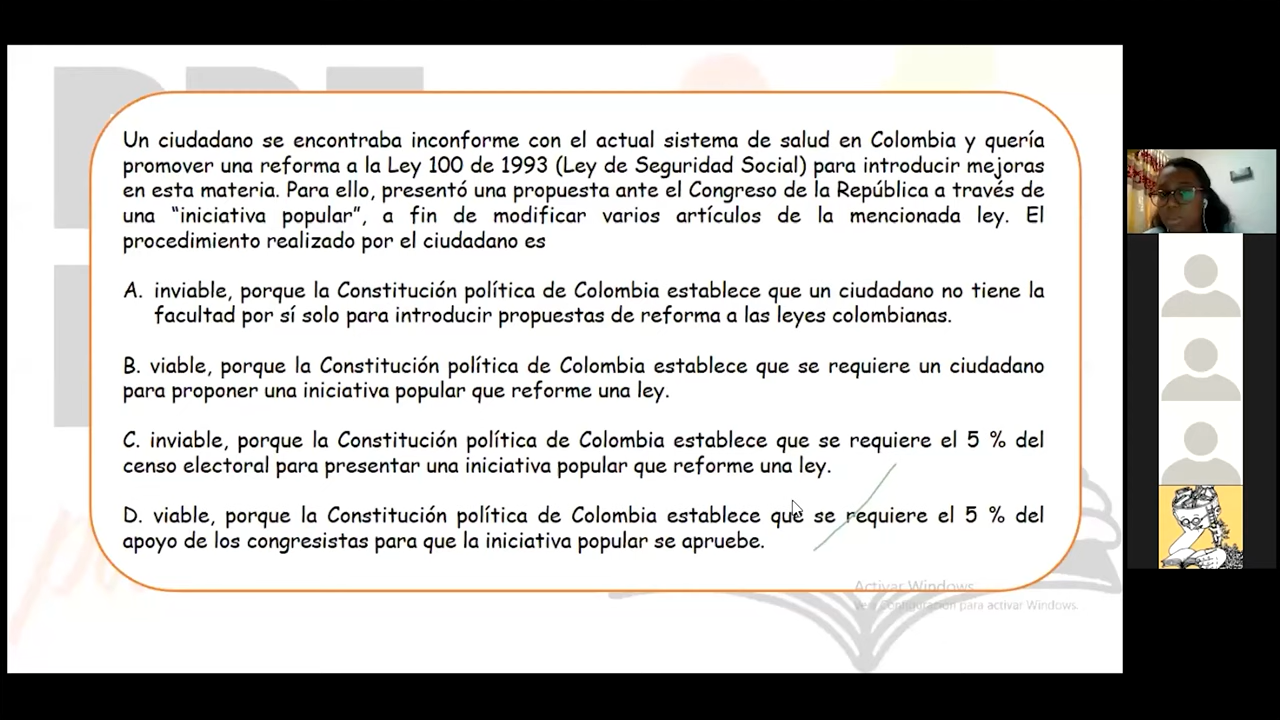 Un ciudadano se encontraba inconforme con el actual sistema de salud en Colombia y quería
promover una reforma a la Ley 100 de 1993 (Ley de Seguridad Social) para introducir mejoras
en esta materia. Para ello, presentó una propuesta ante el Congreso de la República a través de
una “iniciativa popular”, a fin de modificar varios artículos de la mencionada ley. El
procedimiento realizado por el ciudadano es
A. inviable, porque la Constitución política de Colombia establece que un ciudadano no tiene la
facultad por sí solo para introducir propuestas de reforma a las leyes colombianas.
B. viable, porque la Constitución política de Colombia establece que se requiere un ciudadano
para proponer una iniciativa popular que reforme una ley.
C. inviable, porque la Constitución política de Colombia establece que se requiere el 5 % del
censo electoral para presentar una iniciativa popular que reforme una ley.
D. viable, porque la Constitución política de Colombia establece que se requiere el 5 % del
apoyo de los congresistas para que la iniciativa popular se apruebe.
Activar Windows
Ve a Configuración para activar Windows.